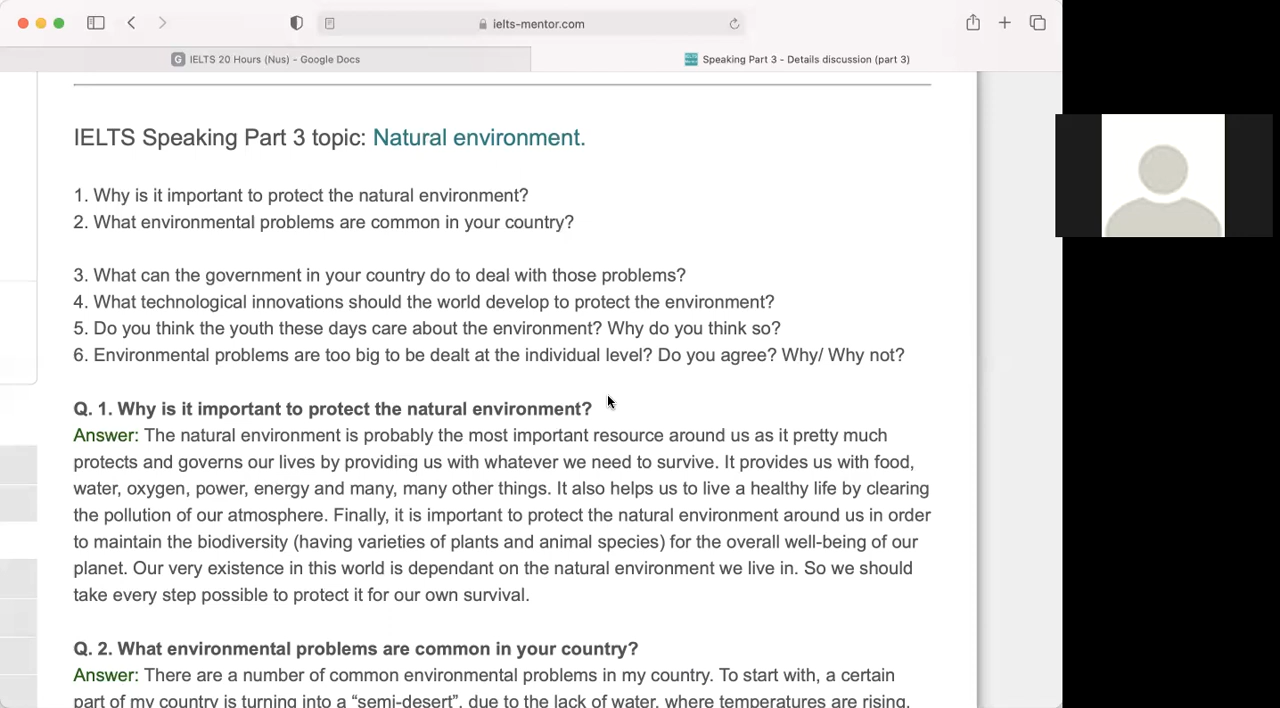 ielts-mentor.com
G IELTS 20 Hours (Nus) - Google Docs
Speaking Part 3 - Details discussion (part 3)
IELTS Speaking Part 3 topic: Natural environment.
1. Why is it important to protect the natural environment?
2. What environmental problems are common in your country?
3. What can the government in your country do to deal with those problems?
4. What technological innovations should the world develop to protect the environment?
5. Do you think the youth these days care about the environment? Why do you think so?
6. Environmental problems are too big to be dealt at the individual level? Do you agree? Why/ Why not?
Q. 1. Why is it important to protect the natural environment?
Answer: The natural environment is probably the most important resource around us as it pretty much
protects and governs our lives by providing us with whatever we need to survive. It provides us with food,
water, oxygen, power, energy and many, many other things. It also helps us to live a healthy life by clearing
the pollution of our atmosphere. Finally, it is important to protect the natural environment around us in order
to maintain the biodiversity (having varieties of plants and animal species) for the overall well-being of our
planet. Our very existence in this world is dependant on the natural environment we live in. So we should
take every step possible to protect it for our own survival.
Q. 2. What environmental problems are common in your country?
Answer: There are a number of common environmental problems in my country. To start with, a certain
part of my country is turning into a “semi-desert”, due to the lack of water, where temperatures are rising,